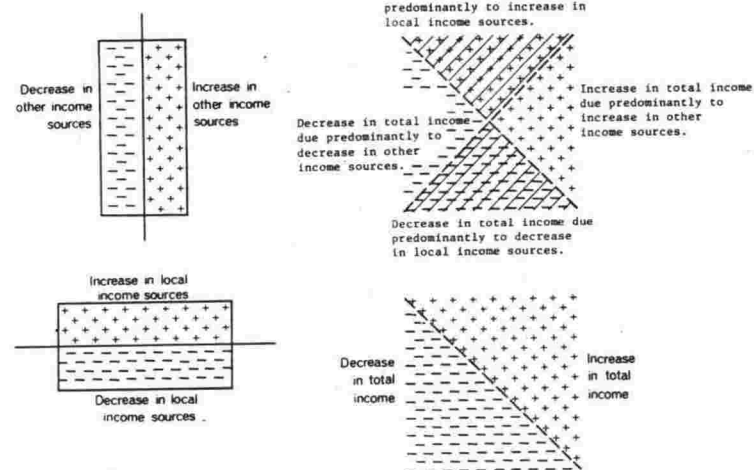 predominantly to increase in
local income sources.
Decrease in
other income
sources
Increase in
other income
sources
Increase in total income
due predominantly to
increase in other
income sources.
Decrease in total income
due predominantly to
decrease in other
income sources.
Decrease in total income due
predominantly to decrease
in local income sources.
Increase in local
income sources
Decrease in local
income sources
Decrease
in total
income
Increase
in total
income